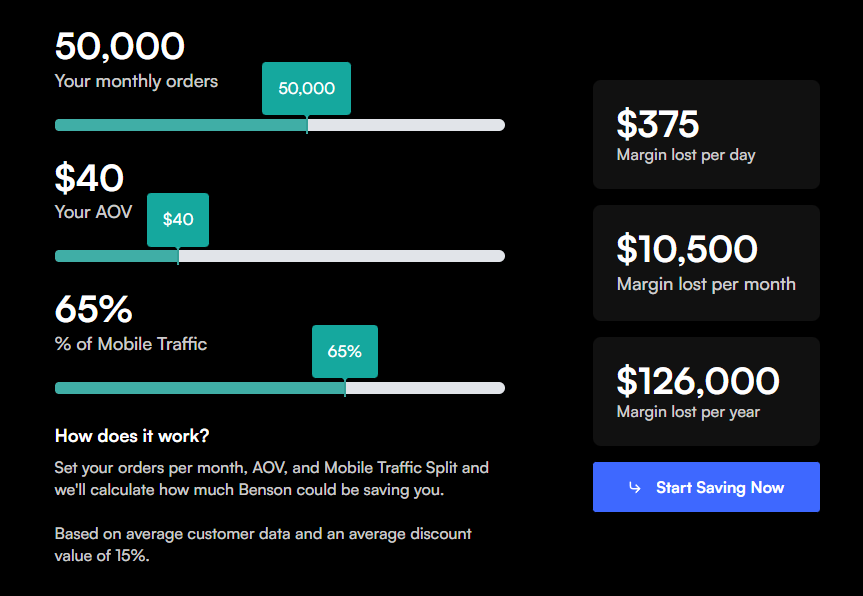 50,000
Your monthly orders
50,000
$40
Your AOV
$40
65%
% of Mobile Traffic
65%
How does it work?
Set your orders per month, AOV, and Mobile Traffic Split and
we'll calculate how much Benson could be saving you.
Based on average customer data and an average discount
value of 15%.
$375
Margin lost per day
$10,500
Margin lost per month
$126,000
Margin lost per year
Start Saving Now